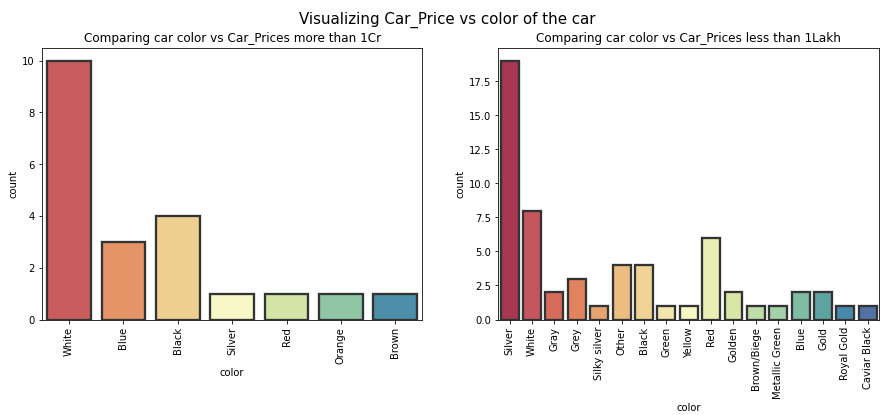 Visualizing Car_Price vs color of the car
Comparing car color vs Car_Prices more than 1Cr
10
8
6
4
2
0
count
White
Blue
Black
Silver
Red
Orange
Brown
color
Comparing car color vs Car_Prices less than 1Lakh
17.5
15.0
12.5
10.0
7.5
5.0
2.5
0.0
count
Silver
White
Gray
Grey
Silky silver
Other
Black
Green
Yellow
Red
Golden
Brown/Biege
Metallic Green
Blue
Gold
Royal Gold
Caviar Black
color